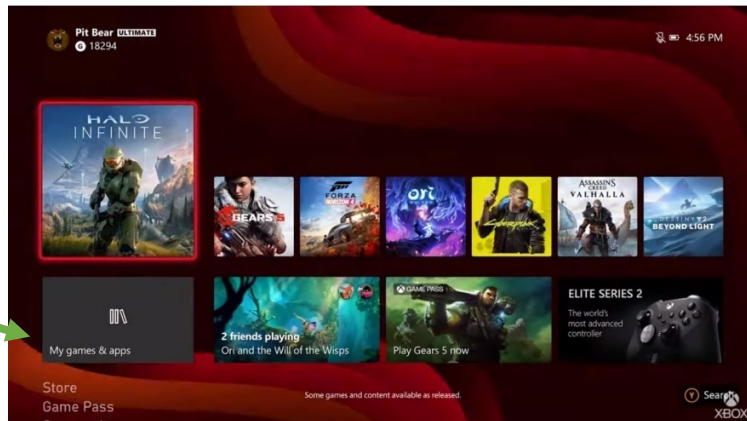 Pit Bear ULTIMATE
G 18294
4:56 PM
HALO
INFINITE
GEARS 5
FORZA
HORIZON 4
ori
Cyberpunk
ASSASSIN'S
CREED
VALHALLA
DESTINY 2
BEYOND LIGHT
My games & apps
2 friends playing
Ori and the Will of the Wisps
GAME PASS
Play Gears 5 now
ELITE SERIES 2
The world's
most advanced
controller
Store
Game Pass
Some games and content available as released.
Y Search
XBOX